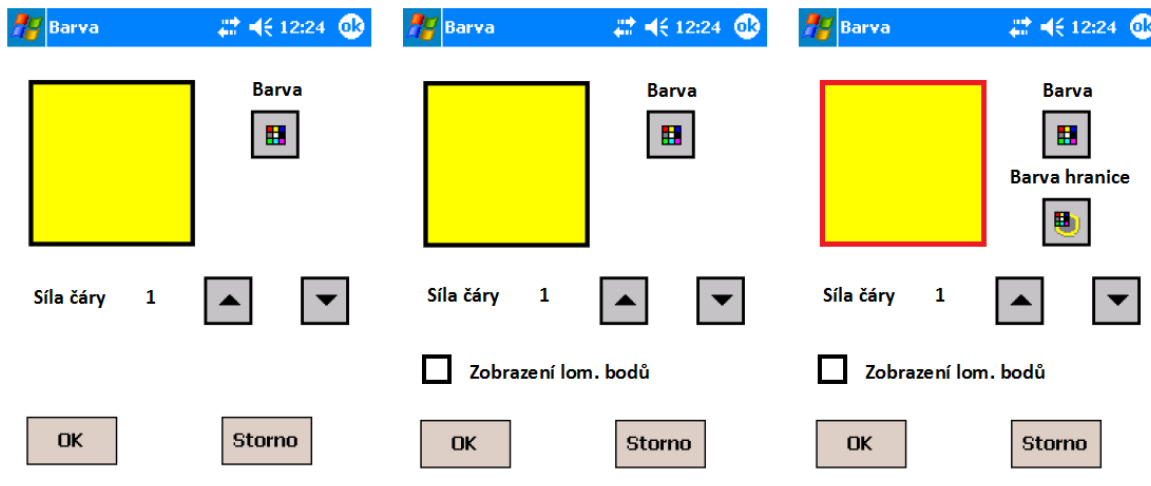 Barva 12:24 ok
Barva
Síla čáry 1
OK Storno
Barva 12:24 ok
Barva
Síla čáry 1
Zobrazení lom. bodů
OK Storno
Barva 12:24 ok
Barva
Barva hranice
Síla čáry 1
Zobrazení lom. bodů
OK Storno